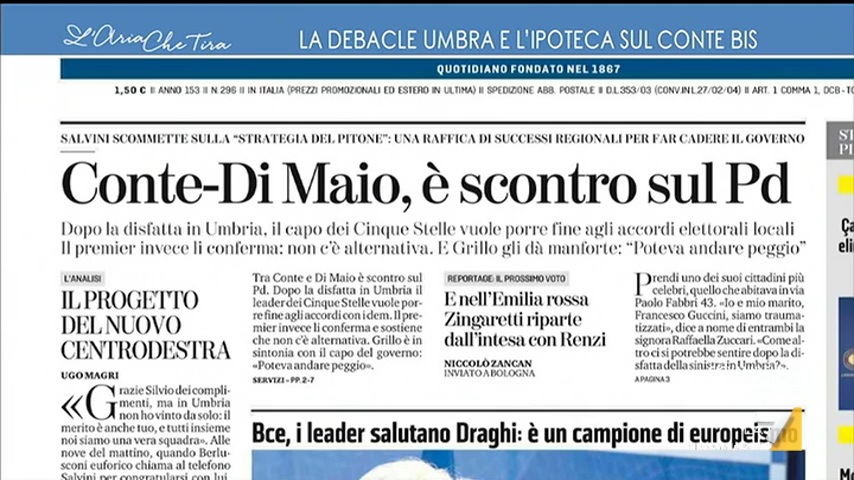 L'Aria Che Tira
LA DEBACLE UMBRA E L'IPOTECA SUL CONTE BIS
QUOTIDIANO FONDATO NEL 1867
1,50 € II ANNO 153 II N.296 II IN ITALIA (PREZZI PROMOZIONALI ED ESTERO IN ULTIMA) II SPEDIZIONE ABB. POSTALE II D.L.353/03 (CONV.IN L.27/02/04) II ART. 1 COMMA 1, DCB - TO
SALVINI SCOMMETTE SULLA "STRATEGIA DEL PITONE": UNA RAFFICA DI SUCCESSI REGIONALI PER FAR CADERE IL GOVERNO
Conte-Di Maio, è scontro sul Pd
Dopo la disfatta in Umbria, il capo dei Cinque Stelle vuole porre fine agli accordi elettorali locali
Il premier invece li conferma: non c'è alternativa. E Grillo gli dà manforte: "Poteva andare peggio"
L'ANALISI
IL PROGETTO
DEL NUOVO
CENTRODESTRA
UGO MAGRI
«Grazie Silvio dei compli-
menti, ma in Umbria
non ho vinto da solo: il
merito è anche tuo, e tutti insieme
noi siamo una vera squadra». Alle
nove del mattino, quando Berlu-
sconi euforico chiama al telefono
Salvini per congratularsi con lui,
Tra Conte e Di Maio è scontro sul
Pd. Dopo la disfatta in Umbria il
leader dei Cinque Stelle vuole por-
re fine agli accordi con i dem. Il pre-
mier invece li conferma e sostiene
che non c'è alternativa. Grillo è in
sintonia con il capo del governo:
«Poteva andare peggio».
SERVIZI – PP. 2-7
REPORTAGE: IL PROSSIMO VOTO
E nell'Emilia rossa
Zingaretti riparte
dall'intesa con Renzi
NICCOLÒ ZANCAN
INVIATO A BOLOGNA
Prendi uno dei suoi cittadini più
celebri, quello che abitava in via
Paolo Fabbri 43. «Io e mio marito,
Francesco Guccini, siamo trauma-
tizzati», dice a nome di entrambi la
signora Raffaella Zuccari. «Come al-
tro ci si potrebbe sentire dopo la di-
sfatta della sinistra in Umbria?».
A PAGINA 3
Bce, i leader salutano Draghi: è un campione di europeismo